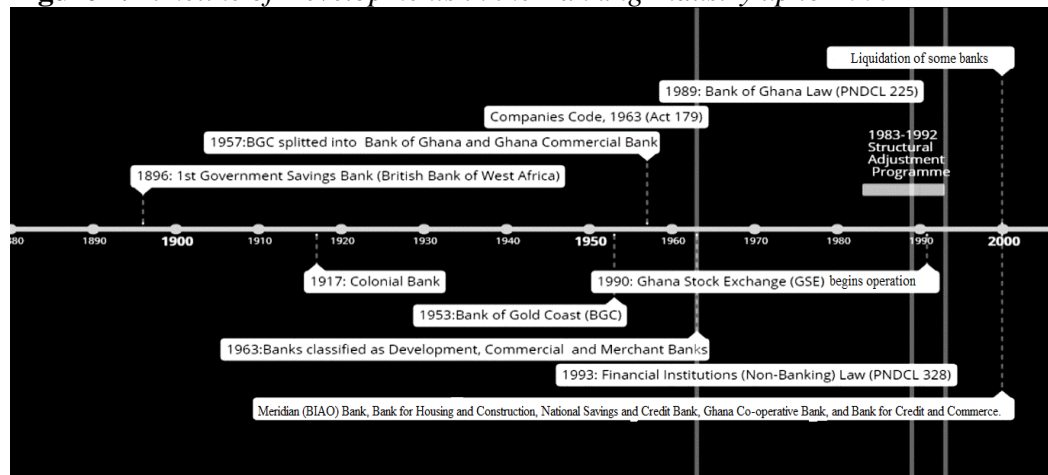 Liquidation of some banks
1989: Bank of Ghana Law (PNDCL 225)
Companies Code, 1963 (Act 179)
1957:BGC splitted into Bank of Ghana and Ghana Commercial Bank
1896: 1st Government Savings Bank (British Bank of West Africa)
1983-1992
Structural
Adjustment
Programme
80 1890 1900 1910 1920 1930 1940 1950 1960 1970 1980 1990 2000
1917: Colonial Bank
1990: Ghana Stock Exchange (GSE) begins operation
1953:Bank of Gold Coast (BGC)
1963:Banks classified as Development, Commercial and Merchant Banks
1993: Financial Institutions (Non-Banking) Law (PNDCL 328)
Meridian (BIAO) Bank, Bank for Housing and Construction, National Savings and Credit Bank, Ghana Co-operative Bank, and Bank for Credit and Commerce.